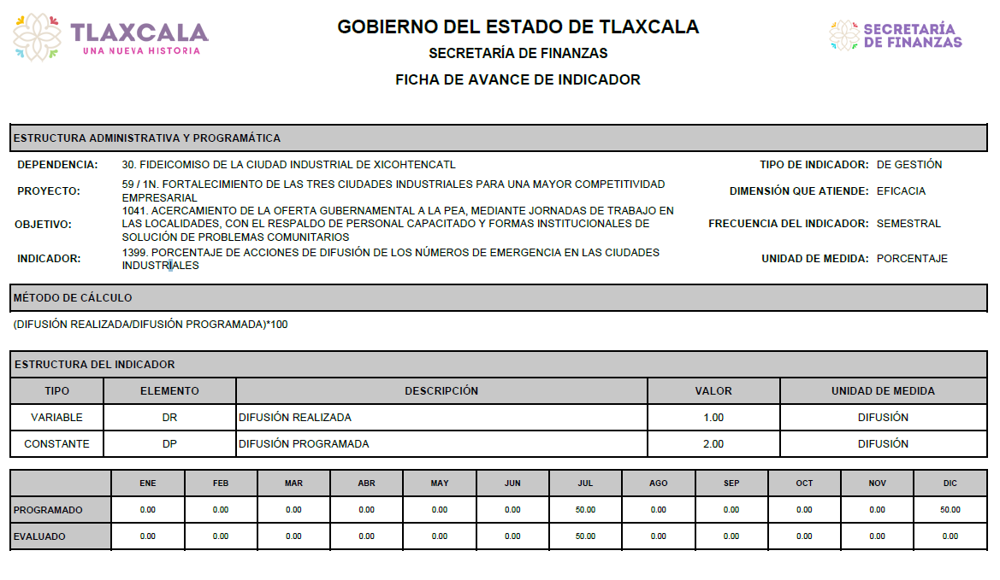 TLAXCALA
UNA NUEVA HISTORIA
GOBIERNO DEL ESTADO DE TLAXCALA
SECRETARÍA DE FINANZAS
FICHA DE AVANCE DE INDICADOR
SECRETARÍA
DE FINANZAS
ESTRUCTURA ADMINISTRATIVA Y PROGRAMÁTICA
DEPENDENCIA: 30. FIDEICOMISO DE LA CIUDAD INDUSTRIAL DE XICOHTENCATL TIPO DE INDICADOR: DE GESTIÓN
PROYECTO: 59 / 1N. FORTALECIMIENTO DE LAS TRES CIUDADES INDUSTRIALES PARA UNA MAYOR COMPETITIVIDAD
EMPRESARIAL
DIMENSIÓN QUE ATIENDE: EFICACIA
OBJETIVO: 1041. ACERCAMIENTO DE LA OFERTA GUBERNAMENTAL A LA PEA, MEDIANTE JORNADAS DE TRABAJO EN
LAS LOCALIDADES, CON EL RESPALDO DE PERSONAL CAPACITADO Y FORMAS INSTITUCIONALES DE
SOLUCIÓN DE PROBLEMAS COMUNITARIOS
FRECUENCIA DEL INDICADOR: SEMESTRAL
INDICADOR: 1399. PORCENTAJE DE ACCIONES DE DIFUSIÓN DE LOS NÚMEROS DE EMERGENCIA EN LAS CIUDADES
INDUSTRIALES
UNIDAD DE MEDIDA: PORCENTAJE
MÉTODO DE CÁLCULO
(DIFUSIÓN REALIZADA/DIFUSIÓN PROGRAMADA)*100
ESTRUCTURA DEL INDICADOR
TIPO ELEMENTO DESCRIPCIÓN VALOR UNIDAD DE MEDIDA
VARIABLE DR DIFUSIÓN REALIZADA 1.00 DIFUSIÓN
CONSTANTE DP DIFUSIÓN PROGRAMADA 2.00 DIFUSIÓN
ENE FEB MAR ABR MAY JUN JUL AGO SEP OCT NOV DIC
PROGRAMADO 0.00 0.00 0.00 0.00 0.00 0.00 50.00 0.00 0.00 0.00 0.00 50.00
EVALUADO 0.00 0.00 0.00 0.00 0.00 0.00 50.00 0.00 0.00 0.00 0.00 0.00